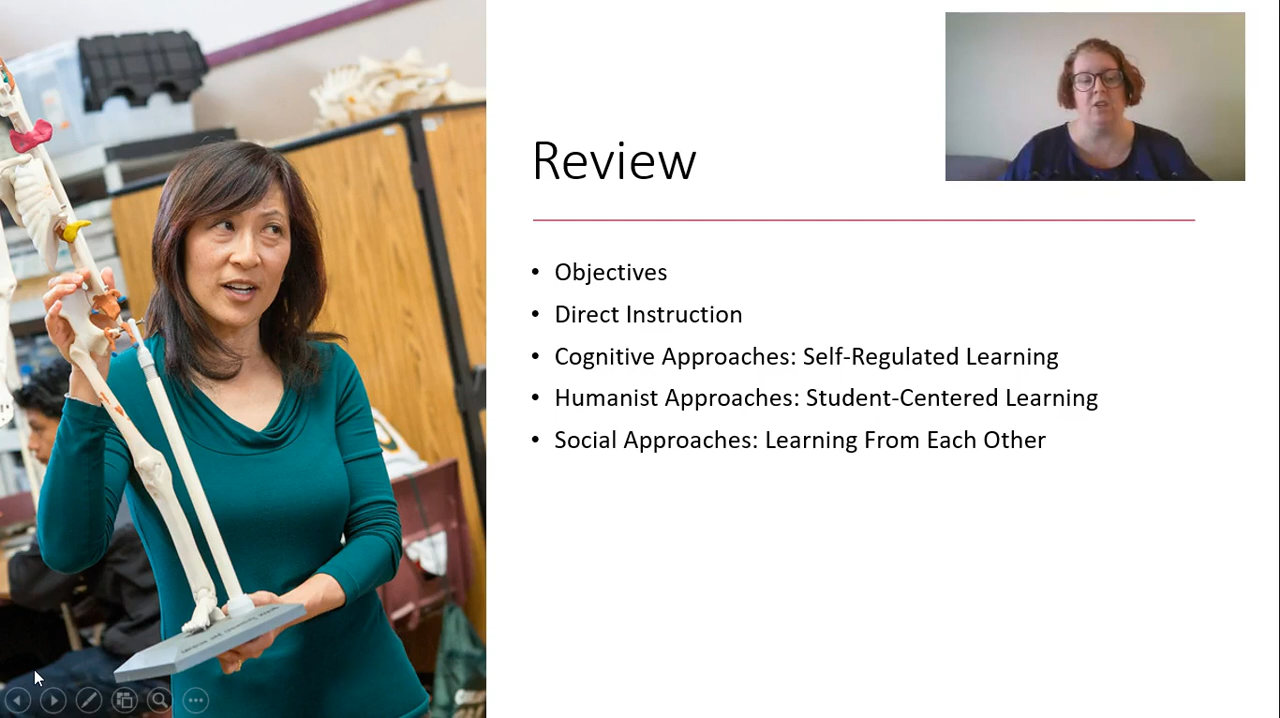 Review
• Objectives
• Direct Instruction
• Cognitive Approaches: Self-Regulated Learning
• Humanist Approaches: Student-Centered Learning
• Social Approaches: Learning From Each Other